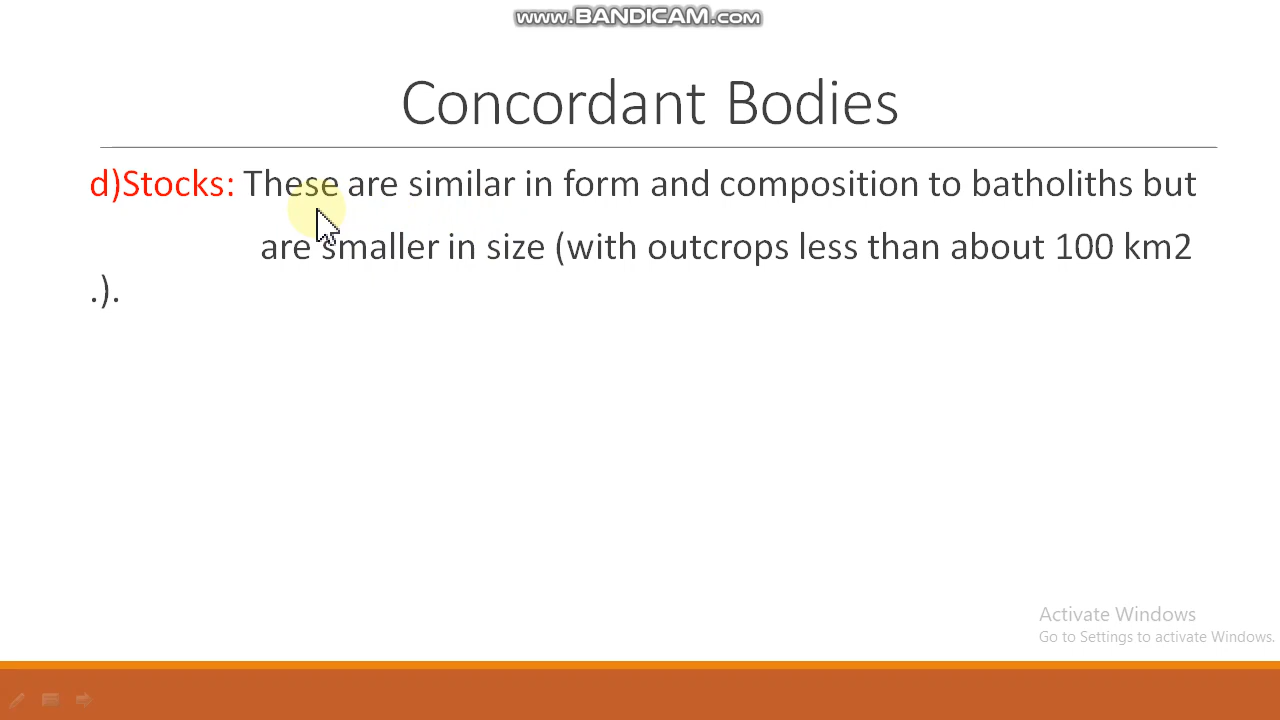 www.BANDICAM.com
Concordant Bodies
d)Stocks: These are similar in form and composition to batholiths but
are smaller in size (with outcrops less than about 100 km2
.).
Activate Windows
Go to Settings to activate Windows.